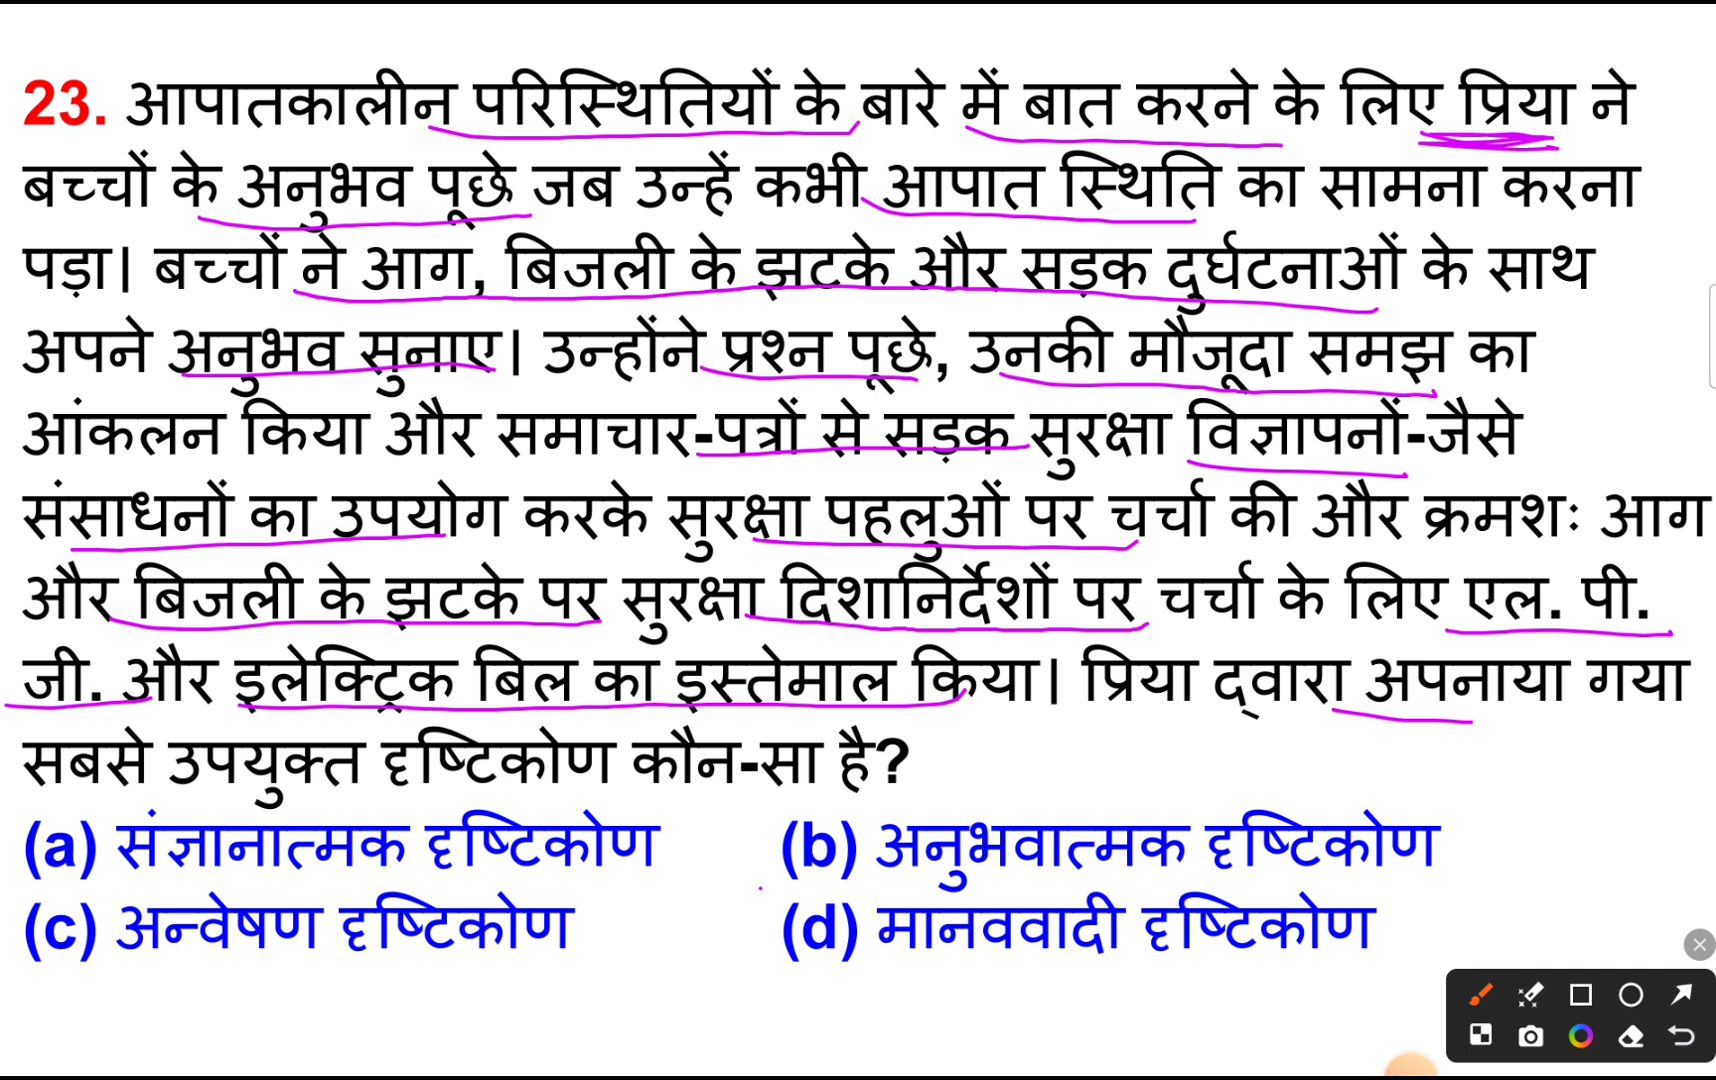 23. आपातकालीन परिस्थितियों के बारे में बात करने के लिए प्रिया ने
बच्चों के अनुभव पूछे जब उन्हें कभी आपात स्थिति का सामना करना
पड़ा। बच्चों ने आग, बिजली के झटके और सड़क दुर्घटनाओं के साथ
अपने अनुभव सुनाए। उन्होंने प्रश्न पूछे, उनकी मौजूदा समझ का
आंकलन किया और समाचार-पत्रों से सड़क सुरक्षा विज्ञापनों-जैसे
संसाधनों का उपयोग करके सुरक्षा पहलुओं पर चर्चा की और क्रमशः आग
और बिजली के झटके पर सुरक्षा दिशानिर्देशों पर चर्चा के लिए एल. पी.
जी. और इलेक्ट्रिक बिल का इस्तेमाल किया। प्रिया द्वारा अपनाया गया
सबसे उपयुक्त दृष्टिकोण कौन-सा है?
(a) संज्ञानात्मक दृष्टिकोण (b) अनुभवात्मक दृष्टिकोण
(c) अन्वेषण दृष्टिकोण (d) मानववादी दृष्टिकोण